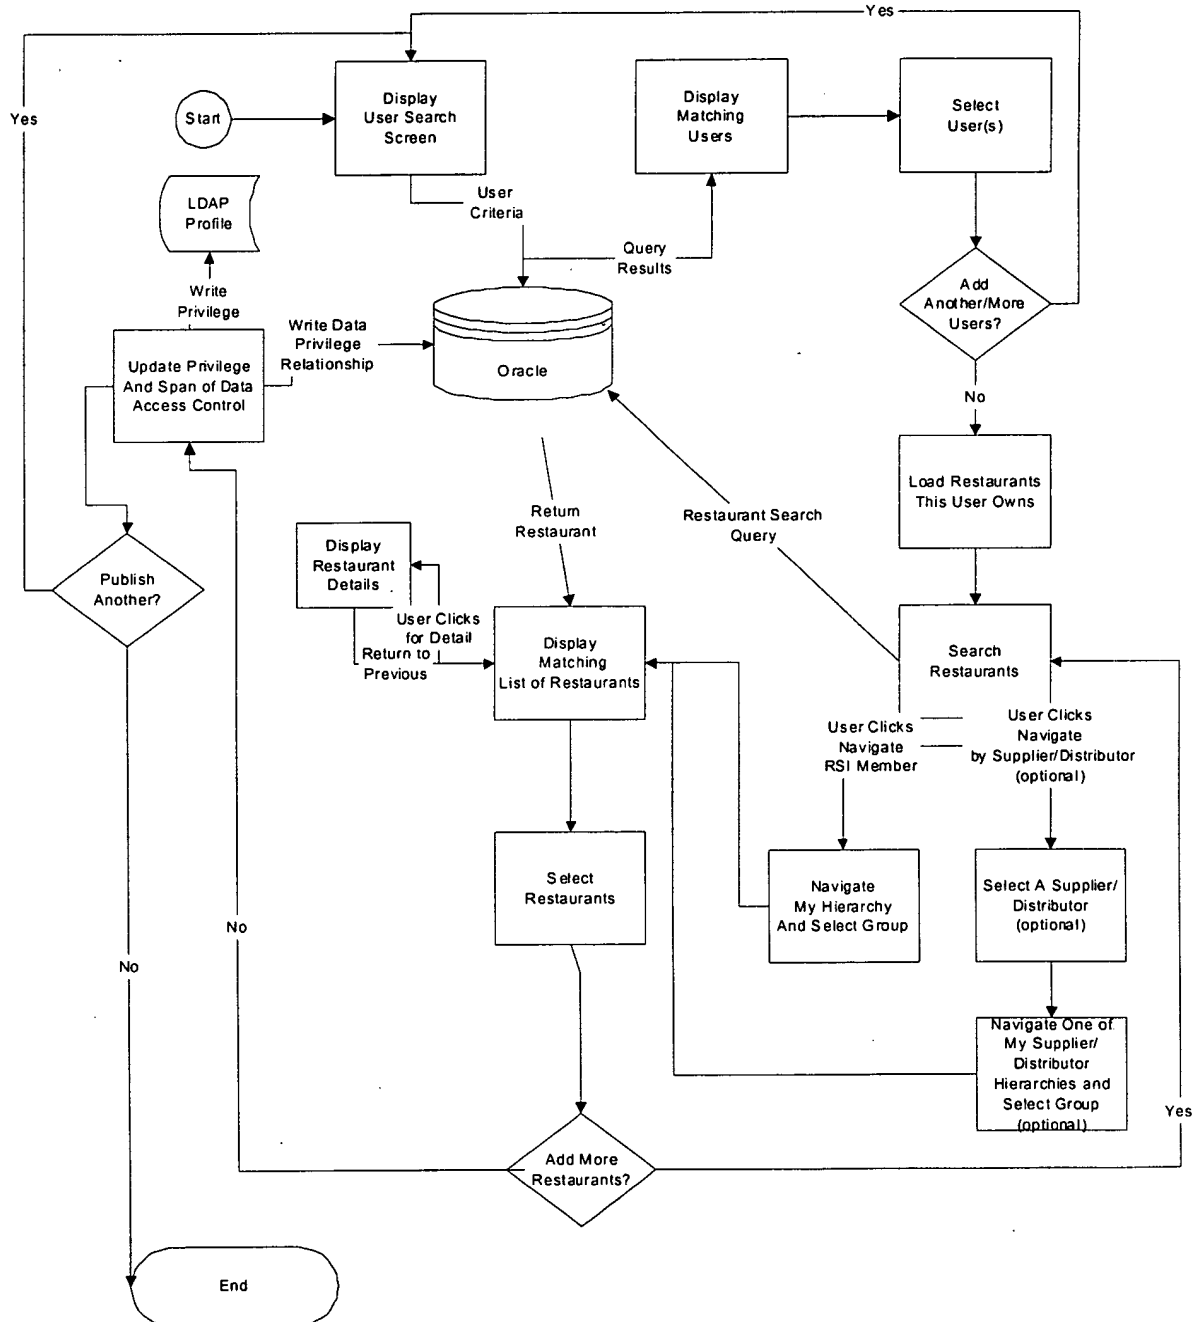 Yes
Yes
Start
Display
User Search
Screen
Display
Matching
Users
Select
User(s)
LDAP
Profile
User
Criteria
Query
Results
Add
Another/More
Users?
Write
Privilege
Write Data
Privilege
Relationship
Update Privilege
And Span of Data
Access Control
Oracle
No
Load Restaurants
This User Owns
Return
Restaurant
Restaurant Search
Query
Display
Restaurant
Details
Publish
Another?
User Clicks
for Detail
Return to
Previous
Display
Matching
List of Restaurants
Search
Restaurants
User Clicks
Navigate
RSI Member
User Clicks
Navigate
by Supplier/Distributor
(optional)
Select
Restaurants
Navigate
My Hierarchy
And Select Group
Select A Supplier/
Distributor
(optional)
No
No
Navigate One of
My Supplier/
Distributor
Hierarchies and
Select Group
(optional)
Yes
Add More
Restaurants?
End